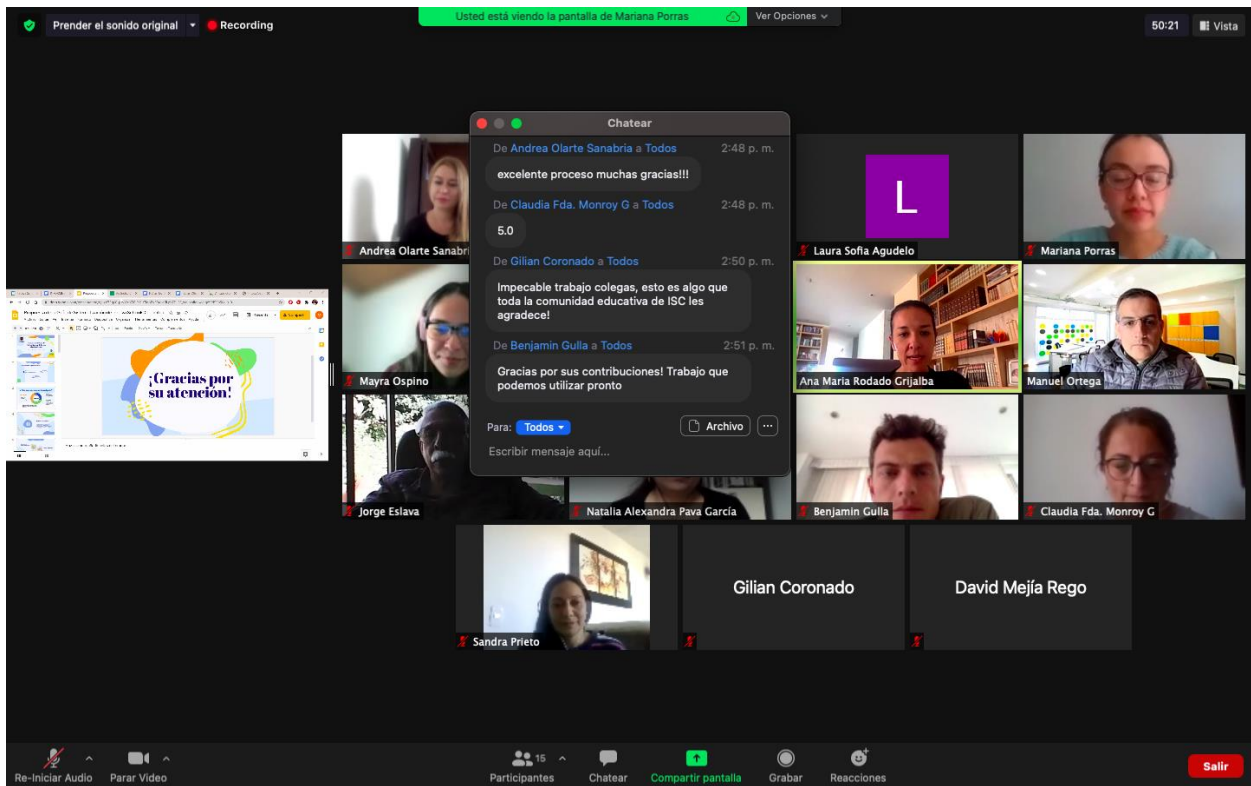 Usted está viendo la pantalla de Mariana Porras
Ver Opciones
Prender el sonido original
Recording
50:21
Vista
Chatear
De Andrea Olarte Sanabria a Todos 2:48 p. m.
excelente proceso muchas gracias!!!
De Claudia Fda. Monroy G a Todos 2:48 p. m.
5.0
De Gilian Coronado a Todos 2:50 p. m.
Impecable trabajo colegas, esto es algo que
toda la comunidad educativa de ISC les
agradece!
De Benjamin Gulla a Todos 2:51 p. m.
Gracias por sus contribuciones! Trabajo que
podemos utilizar pronto
Para: Todos
Archivo
Escribir mensaje aquí...
¡Gracias por
su atención!
Andrea Olarte Sanabri
L
Laura Sofia Agudelo
Mariana Porras
Mayra Ospino
Ana Maria Rodado Grijalba
Manuel Ortega
Jorge Eslava
Natalia Alexandra Pava García
Benjamin Gulla
Claudia Fda. Monroy G
Sandra Prieto
Gilian Coronado
David Mejía Rego
Re-Iniciar Audio
Parar Video
15
Participantes
Chatear
Compartir pantalla
Grabar
Reacciones
Salir